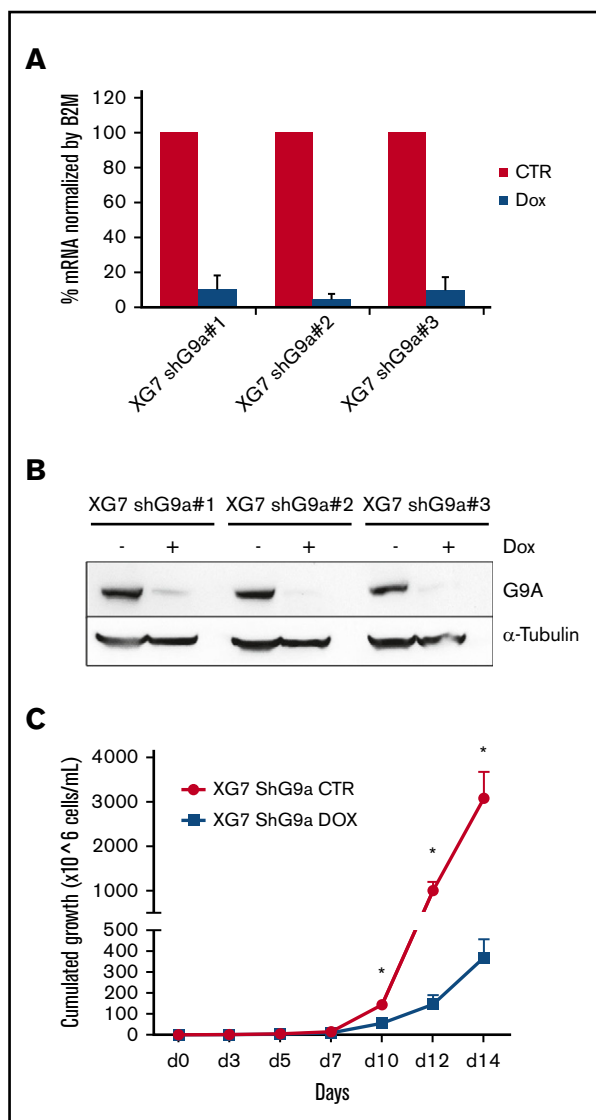 A
% mRNA normalized by B2M
120
100
80
60
40
20
0
CTR
Dox
XG7 shG9a#1
XG7 shG9a#2
XG7 shG9a#3
B
XG7 shG9a#1 XG7 shG9a#2 XG7 shG9a#3
- + - + - + Dox
G9A
α-Tubulin
C
Cumulated growth (x10^6 cells/mL)
4000
3000
2000
1000
500
400
300
200
100
0
XG7 ShG9a CTR
XG7 ShG9a DOX
*
*
*
d0 d3 d5 d7 d10 d12 d14
Days